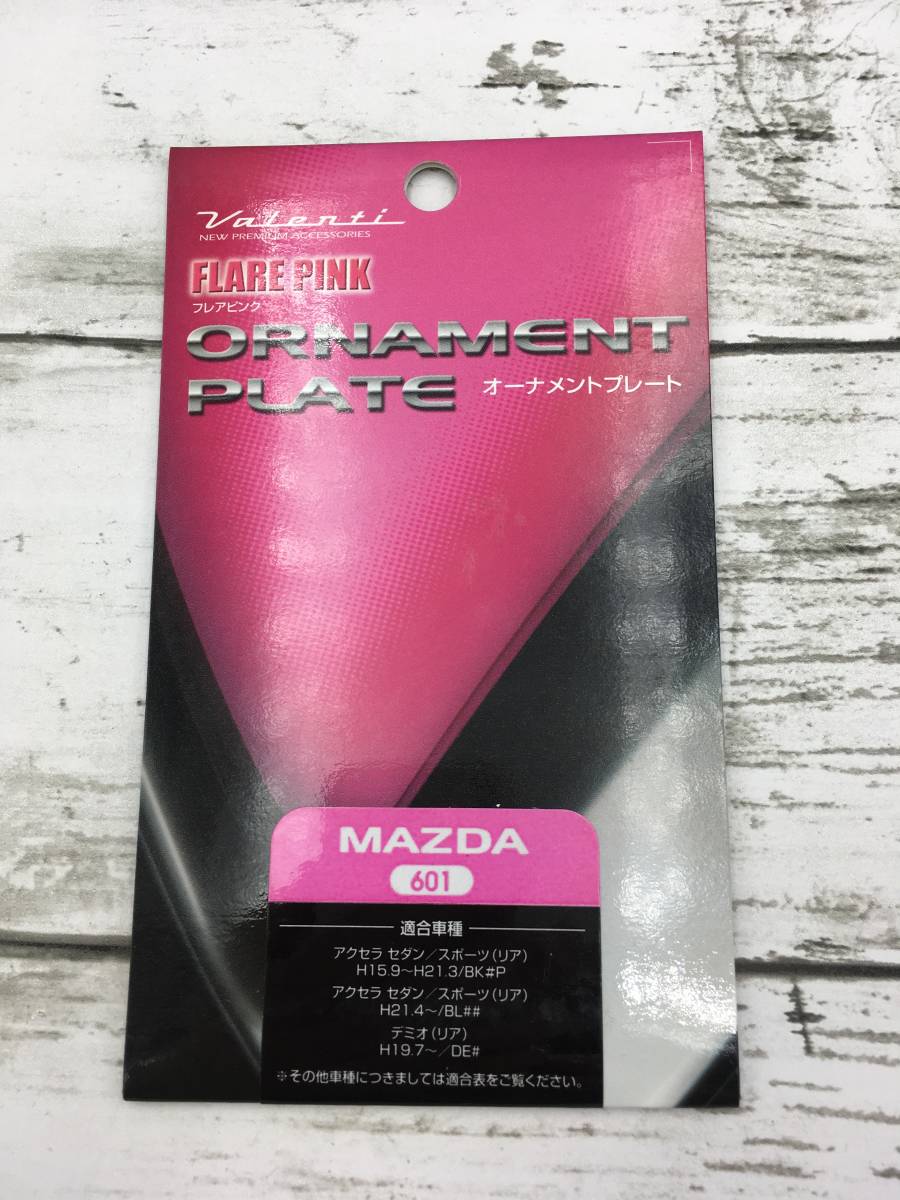 Valenti
NEW PREMIUM ACCESSORIES
FLARE PINK
フレアピンク
ORNAMENT
PLATE オーナメントプレート
MAZDA
601
適合車種
アクセラ セダン／スポーツ(リア)
H15.9〜H21.3/BK#P
アクセラ セダン／スポーツ(リア)
H21.4〜/BL##
デミオ(リア)
H19.7〜／DE#
※その他車種につきましては適合表をご覧ください。